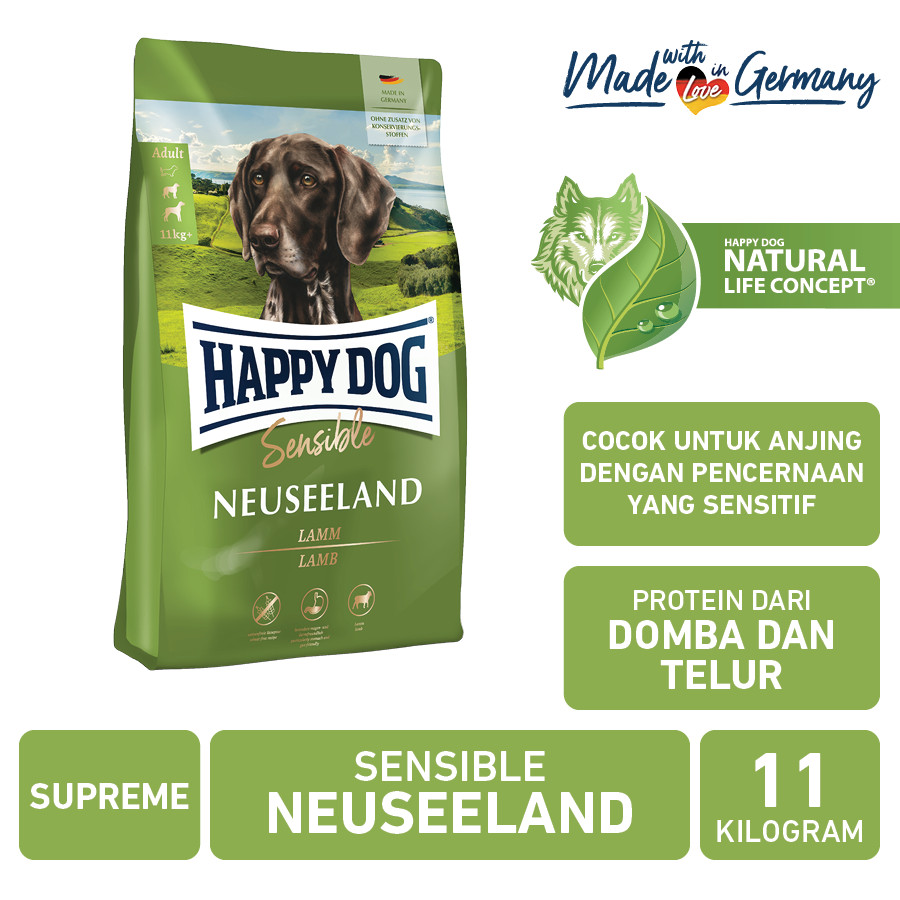 Made with Love in Germany
MADE IN
GERMANY
OHNE ZUSATZ VON
KONSERVIERUNGS-
STOFFEN
Adult
11kg+
HAPPY DOG®
Sensible
NEUSEELAND
LAMM
LAMB
HAPPY DOG
NATURAL
LIFE CONCEPT®
COCOK UNTUK ANJING
DENGAN PENCERNAAN
YANG SENSITIF
PROTEIN DARI
DOMBA DAN
TELUR
SUPREME
SENSIBLE
NEUSEELAND
11
KILOGRAM